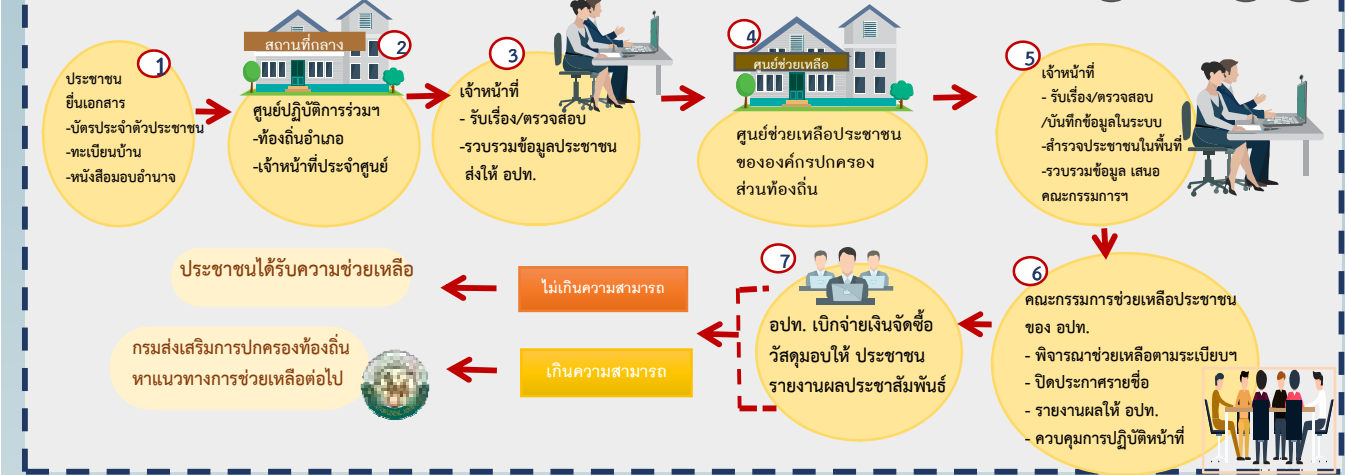 1
ประชาชน
ยื่นเอกสาร
-บัตรประจำตัวประชาชน
-ทะเบียนบ้าน
-หนังสือมอบอำนาจ
สถานที่กลาง
2
ศูนย์ปฏิบัติการร่วมฯ
-ท้องถิ่นอำเภอ
-เจ้าหน้าที่ประจำศูนย์
3
เจ้าหน้าที่
- รับเรื่อง/ตรวจสอบ
-รวบรวมข้อมูลประชาชน
ส่งให้ อปท.
4
ศูนย์ช่วยเหลือ
ศูนย์ช่วยเหลือประชาชน
ขององค์กรปกครอง
ส่วนท้องถิ่น
5
เจ้าหน้าที่
- รับเรื่อง/ตรวจสอบ
/บันทึกข้อมูลในระบบ
-สำรวจประชาชนในพื้นที่
-รวบรวมข้อมูล เสนอ
คณะกรรมการฯ
6
คณะกรรมการช่วยเหลือประชาชน
ของ อปท.
- พิจารณาช่วยเหลือตามระเบียบฯ
- ปิดประกาศรายชื่อ
- รายงานผลให้ อปท.
- ควบคุมการปฏิบัติหน้าที่
7
อปท. เบิกจ่ายเงินจัดซื้อ
วัสดุมอบให้ ประชาชน
รายงานผลประชาสัมพันธ์
ไม่เกินความสามารถ
ประชาชนได้รับความช่วยเหลือ
เกินความสามารถ
กรมส่งเสริมการปกครองท้องถิ่น
หาแนวทางการช่วยเหลือต่อไป